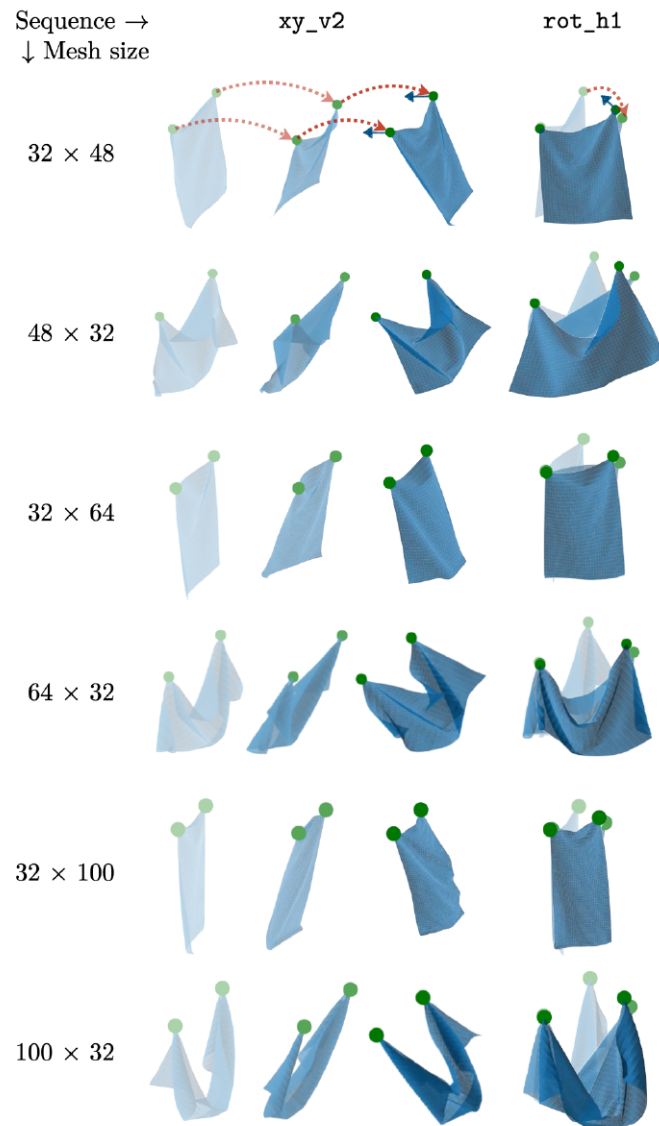 Sequence → xy_v2 rot_h1
↓ Mesh size
32 × 48
48 × 32
32 × 64
64 × 32
32 × 100
100 × 32